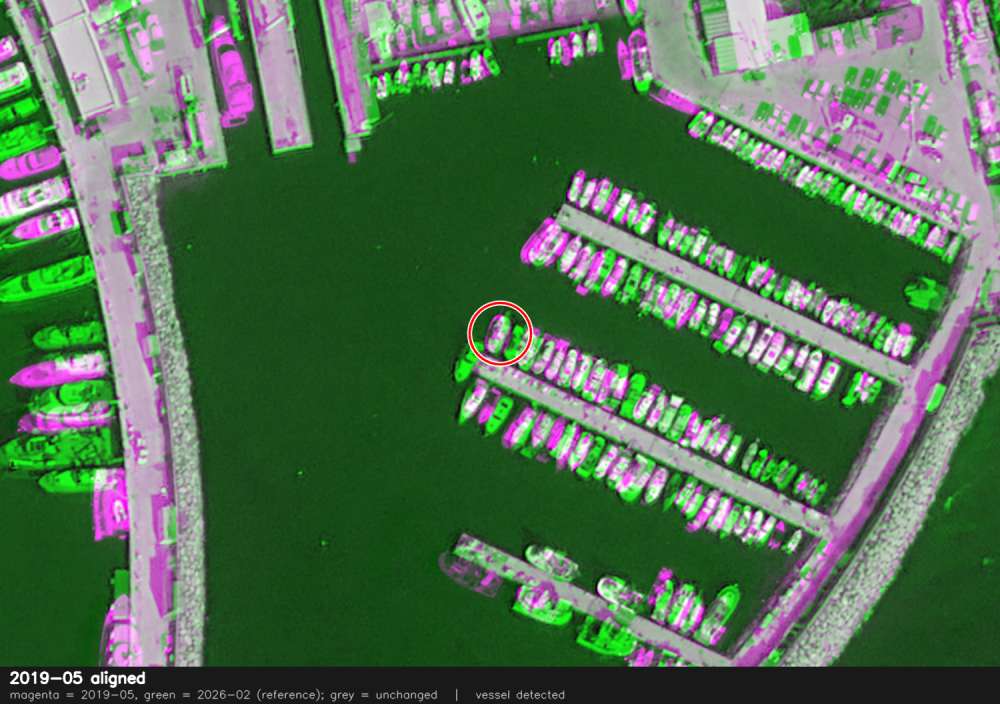 2019-05 aligned
magenta = 2019-05, green = 2026-02 (reference); grey = unchanged | vessel detected